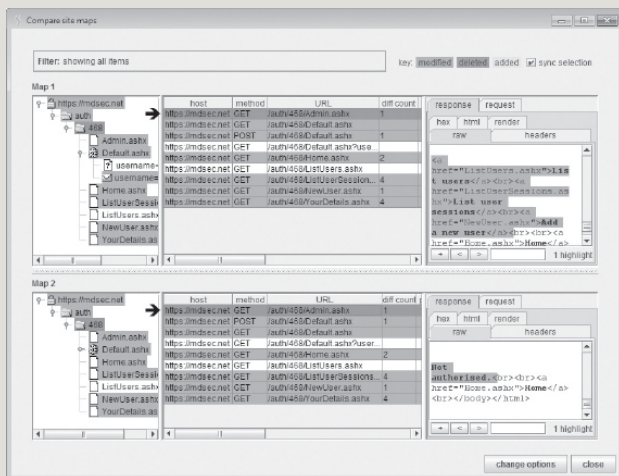 Compare site maps
Filter: showing all items
key: modified deleted added sync selection
Map 1
https://mdsec.net
auth
468
Admin.ashx
Default.ashx
username
username=
Home.ashx
ListUserSessi
ListUsers.ashx
NewUser.ashx
YourDetails.as
host method URL diff count
https://mdsec.net GET /auth/468/Admin.ashx 1
https://mdsec.net GET /auth/468/Default.ashx
https://mdsec.net POST /auth/468/Default.ashx 1
https://mdsec.net GET /auth/468/Default.ashx?use...
https://mdsec.net GET /auth/468/Home.ashx 2
https://mdsec.net GET /auth/468/ListUserSession... 4
https://mdsec.net GET /auth/468/NewUser.ashx 1
https://mdsec.net GET /auth/468/YourDetails.ashx 4
response request
hex html render
raw headers
<a
href="ListUsers.ashx">Lis
t users</a><br><a
href="ListUserSessions.as
hx">List user
sessions</a><br><a
href="NewUser.ashx">Add
a new user</a><br><br><a
href="Home.ashx">Home</a>
+ < > 1 highlight
Map 2
https://mdsec.net
auth
468
Admin.ashx
Default.ashx
Home.ashx
ListUserSessi
ListUsers.ashx
NewUser.ashx
YourDetails.as
host method URL diff count
https://mdsec.net GET /auth/468/Admin.ashx 1
https://mdsec.net POST /auth/468/Default.ashx 1
https://mdsec.net GET /auth/468/Default.ashx
https://mdsec.net GET /auth/468/Default.ashx?user...
https://mdsec.net GET /auth/468/Home.ashx 2
https://mdsec.net GET /auth/468/ListUserSessions... 4
https://mdsec.net GET /auth/468/NewUser.ashx 1
https://mdsec.net GET /auth/468/YourDetails.ashx 4
response request
hex html render
raw headers
Not
authorised.<br><br><a
href="Home.ashx">Home</a>
<br></body></html>
+ < > 1 highlight
change options close